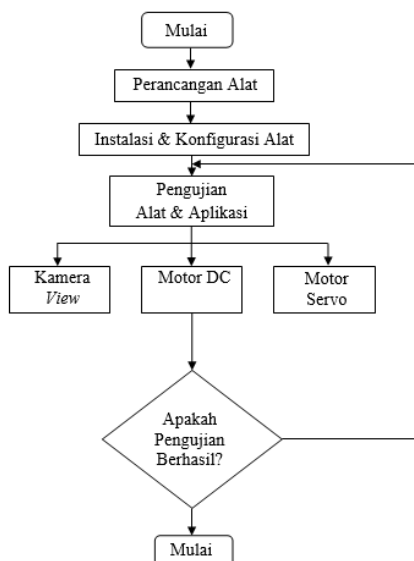 Mulai
Perancangan Alat
Instalasi & Konfigurasi Alat
Pengujian
Alat & Aplikasi
Kamera
View
Motor DC
Motor
Servo
Apakah
Pengujian
Berhasil?
Mulai